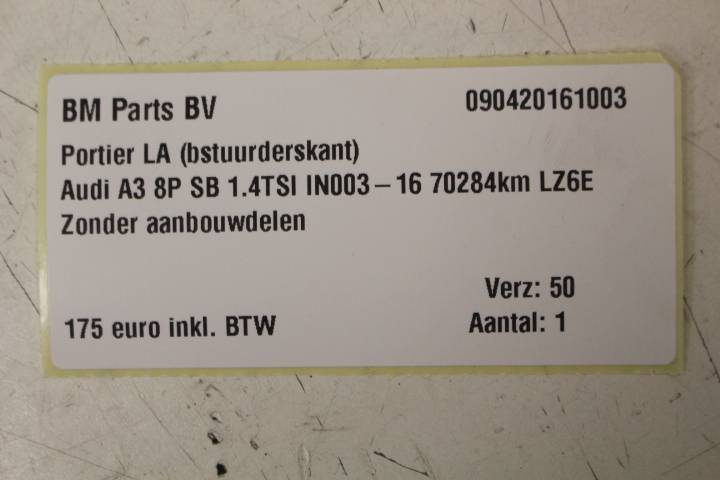 BM Parts BV 090420161003
Portier LA (bstuurderskant)
Audi A3 8P SB 1.4TSI IN003-16 70284km LZ6E
Zonder aanbouwdelen
Verz: 50
175 euro inkl. BTW Aantal: 1